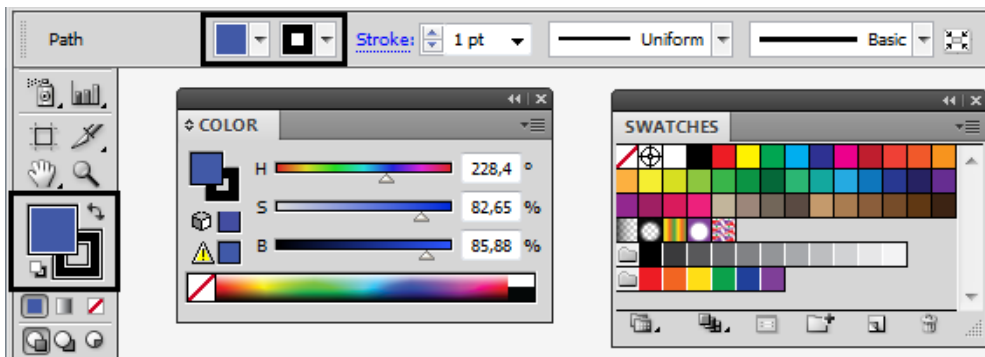 Path Stroke: 1 pt Uniform Basic
COLOR
H 228,4 °
S 82,65 %
B 85,88 %
SWATCHES